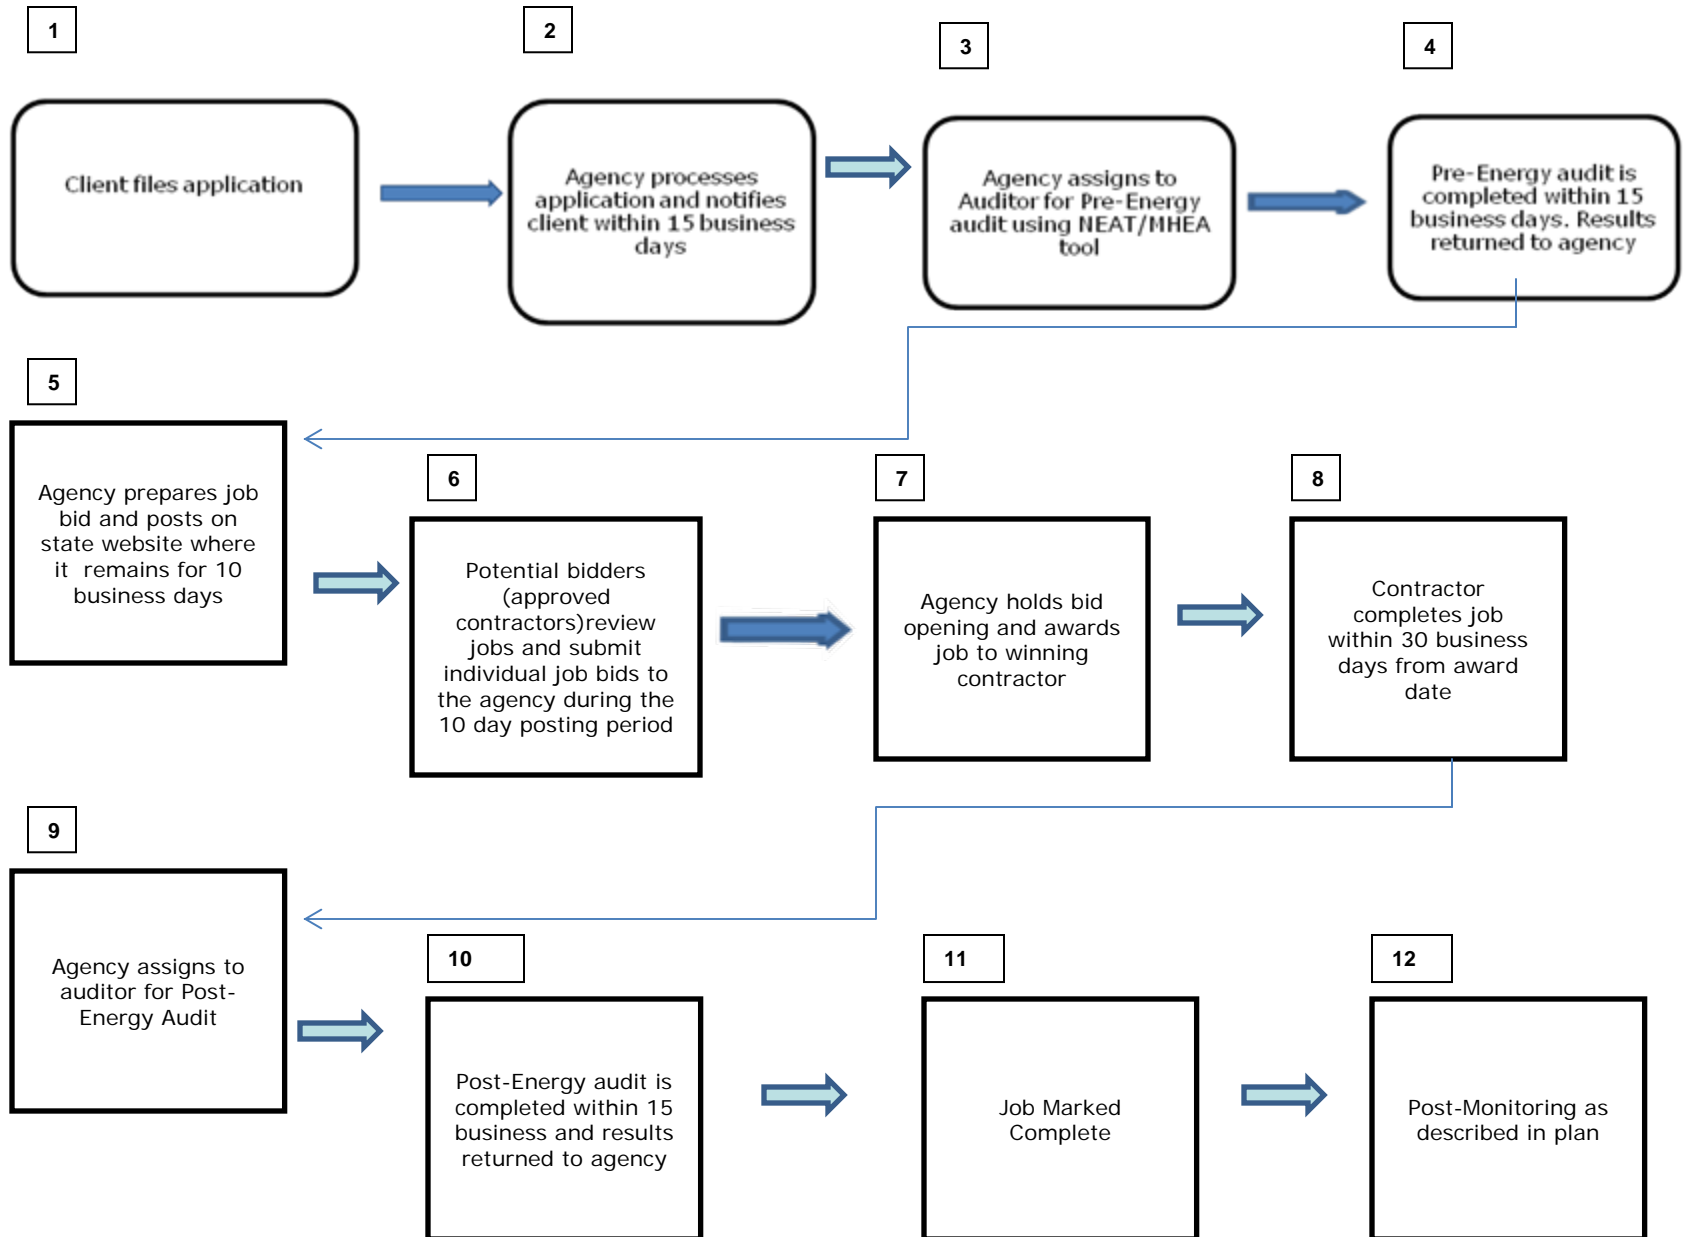 1
Client files application
2
Agency processes
application and notifies
client within 15 business
days
3
Agency assigns to
Auditor for Pre-Energy
audit using NEAT/MHEA
tool
4
Pre-Energy audit is
completed within 15
business days. Results
returned to agency
5
Agency prepares job
bid and posts on
state website where
it  remains for 10
business days
6
Potential bidders
(approved
contractors)review
jobs and submit
individual job bids to
the agency during the
10 day posting period
7
Agency holds bid
opening and awards
job to winning
contractor
8
Contractor
completes job
within 30 business
days from award
date
9
Agency assigns to
auditor for Post-
Energy Audit
10
Post-Energy audit is
completed within 15
business and results
returned to agency
11
Job Marked
Complete
12
Post-Monitoring as
described in plan